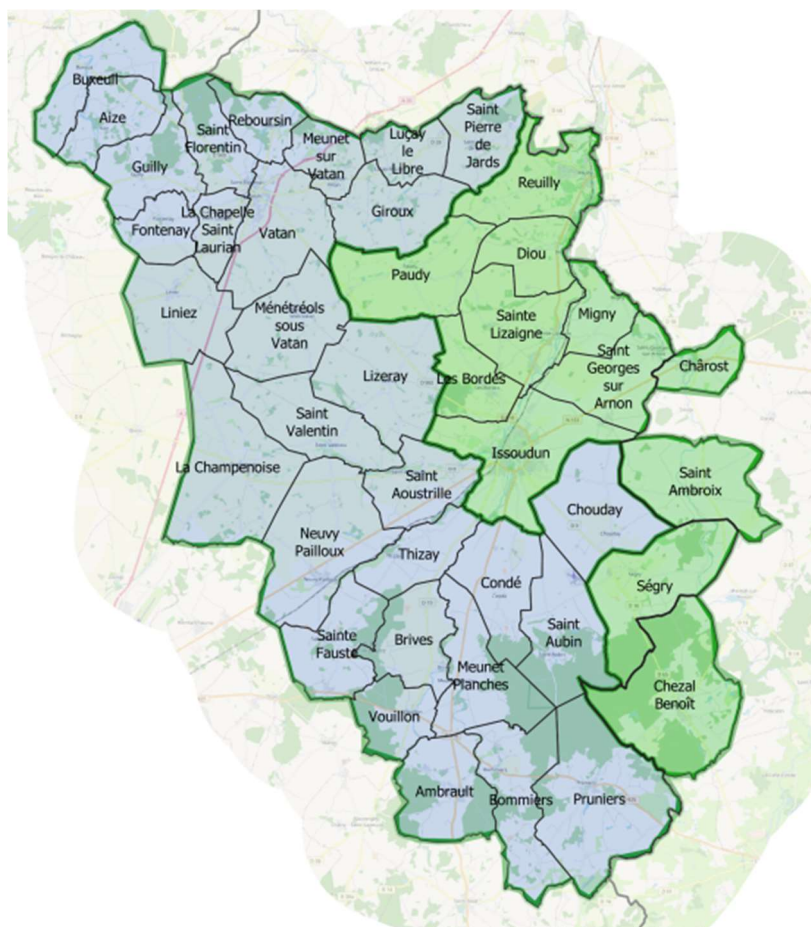 Buxeuil
Aize
Guilly
Saint
Florentin
Reboursin
Meunet
sur
Vatan
Luçay
le
Libre
Saint
Pierre
de
Jards
Reuilly
Fontenay
La Chapelle
Saint
Laurian
Vatan
Giroux
Paudy
Diou
Liniez
Ménétréols
sous
Vatan
Sainte
Lizaigne
Migny
Saint
Georges
sur
Arnon
Chârost
Lizeray
Les Bordes
Saint
Valentin
Issoudun
La Champenoise
Saint
Aoustrille
Saint
Ambroix
Chouday
Neuvy
Pailloux
Thizay
Condé
Ségry
Sainte
Fauste
Brives
Saint
Aubin
Meunet
Planches
Chezal
Benoît
Vouillon
Ambrault
Bommiers
Pruniers